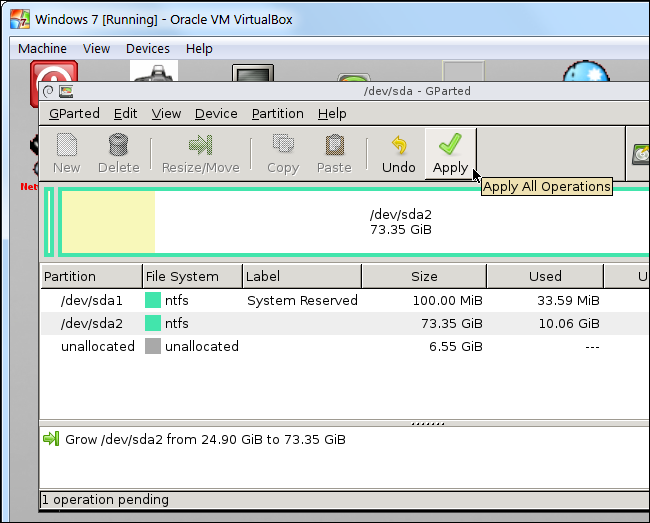 Windows 7 [Running] - Oracle VM VirtualBox
Machine View Devices Help
/dev/sda - GParted
GParted Edit View Device Partition Help
New Delete Resize/Move Copy Paste Undo Apply
Apply All Operations
Net
/dev/sda2
73.35 GiB
Partition File System Label Size Used U
/dev/sda1 ntfs System Reserved 100.00 MiB 33.59 MiB
/dev/sda2 ntfs 73.35 GiB 10.06 GiB
unallocated unallocated 6.55 GiB ---
Grow /dev/sda2 from 24.90 GiB to 73.35 GiB
1 operation pending